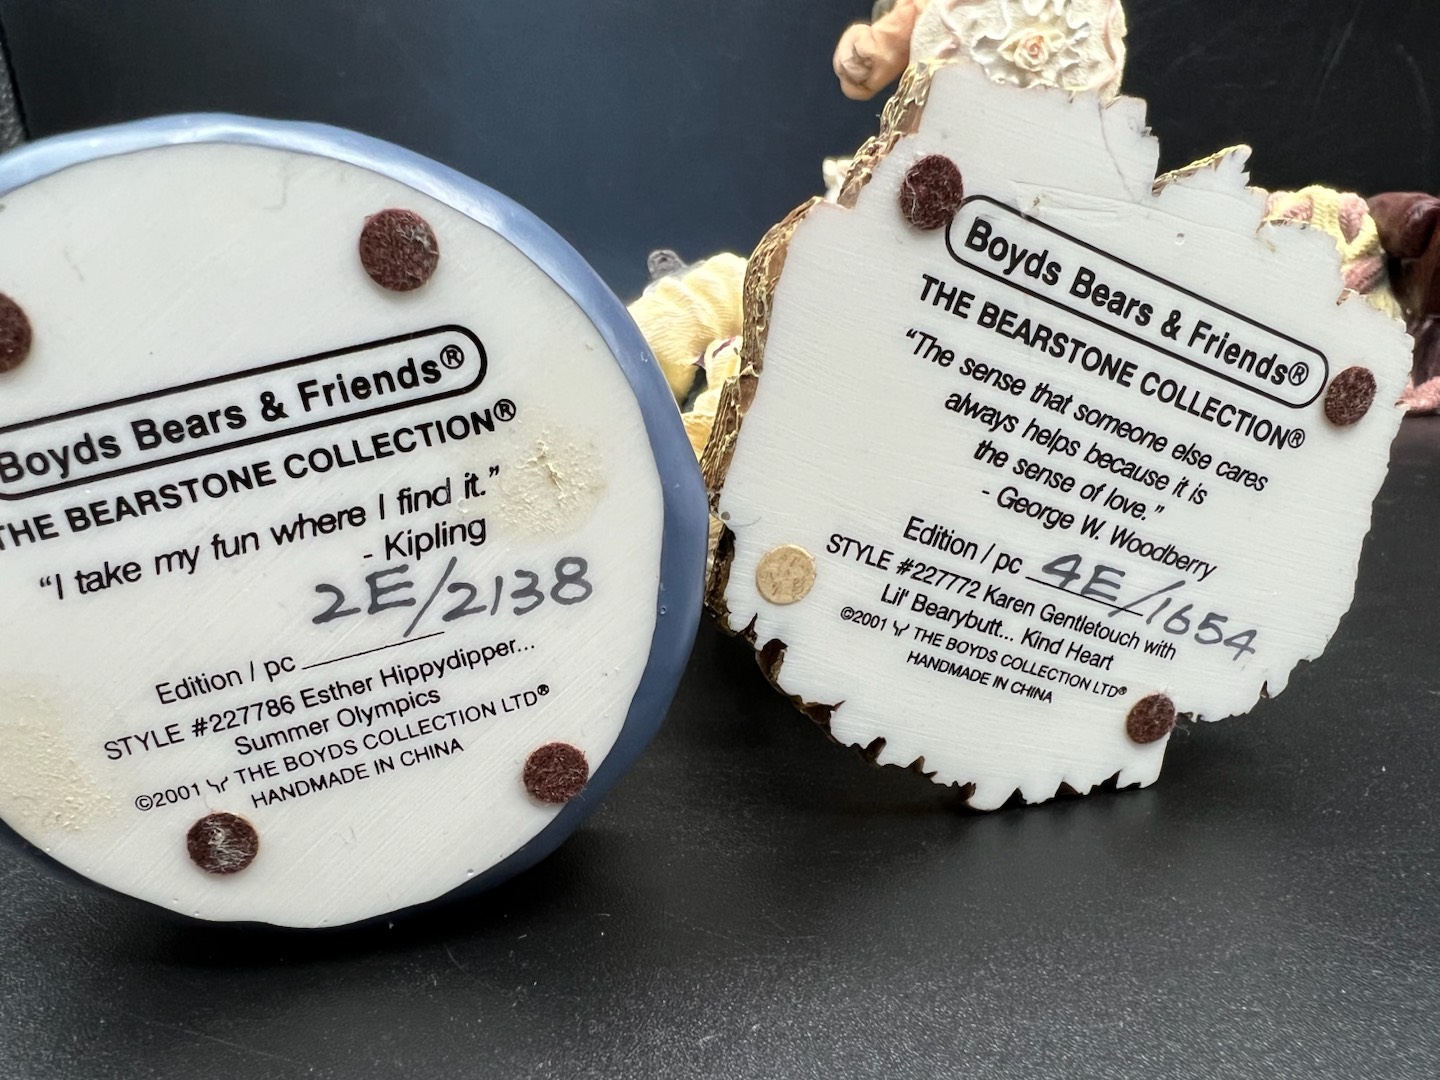 Boyds Bears & Friends®
THE BEARSTONE COLLECTION®
“I take my fun where I find it.”
- Kipling
2E/2138
Edition / pc
STYLE #227786 Esther Hippydipper...
Summer Olympics
©2001 THE BOYDS COLLECTION LTD®
HANDMADE IN CHINA
Boyds Bears & Friends®
THE BEARSTONE COLLECTION®
“The sense that someone else cares
always helps because it is
the sense of love.”
- George W. Woodberry
Edition / pc 4E/1654
STYLE #227772 Karen Gentletouch with
Lil' Bearybutt... Kind Heart
©2001 THE BOYDS COLLECTION LTD®
HANDMADE IN CHINA